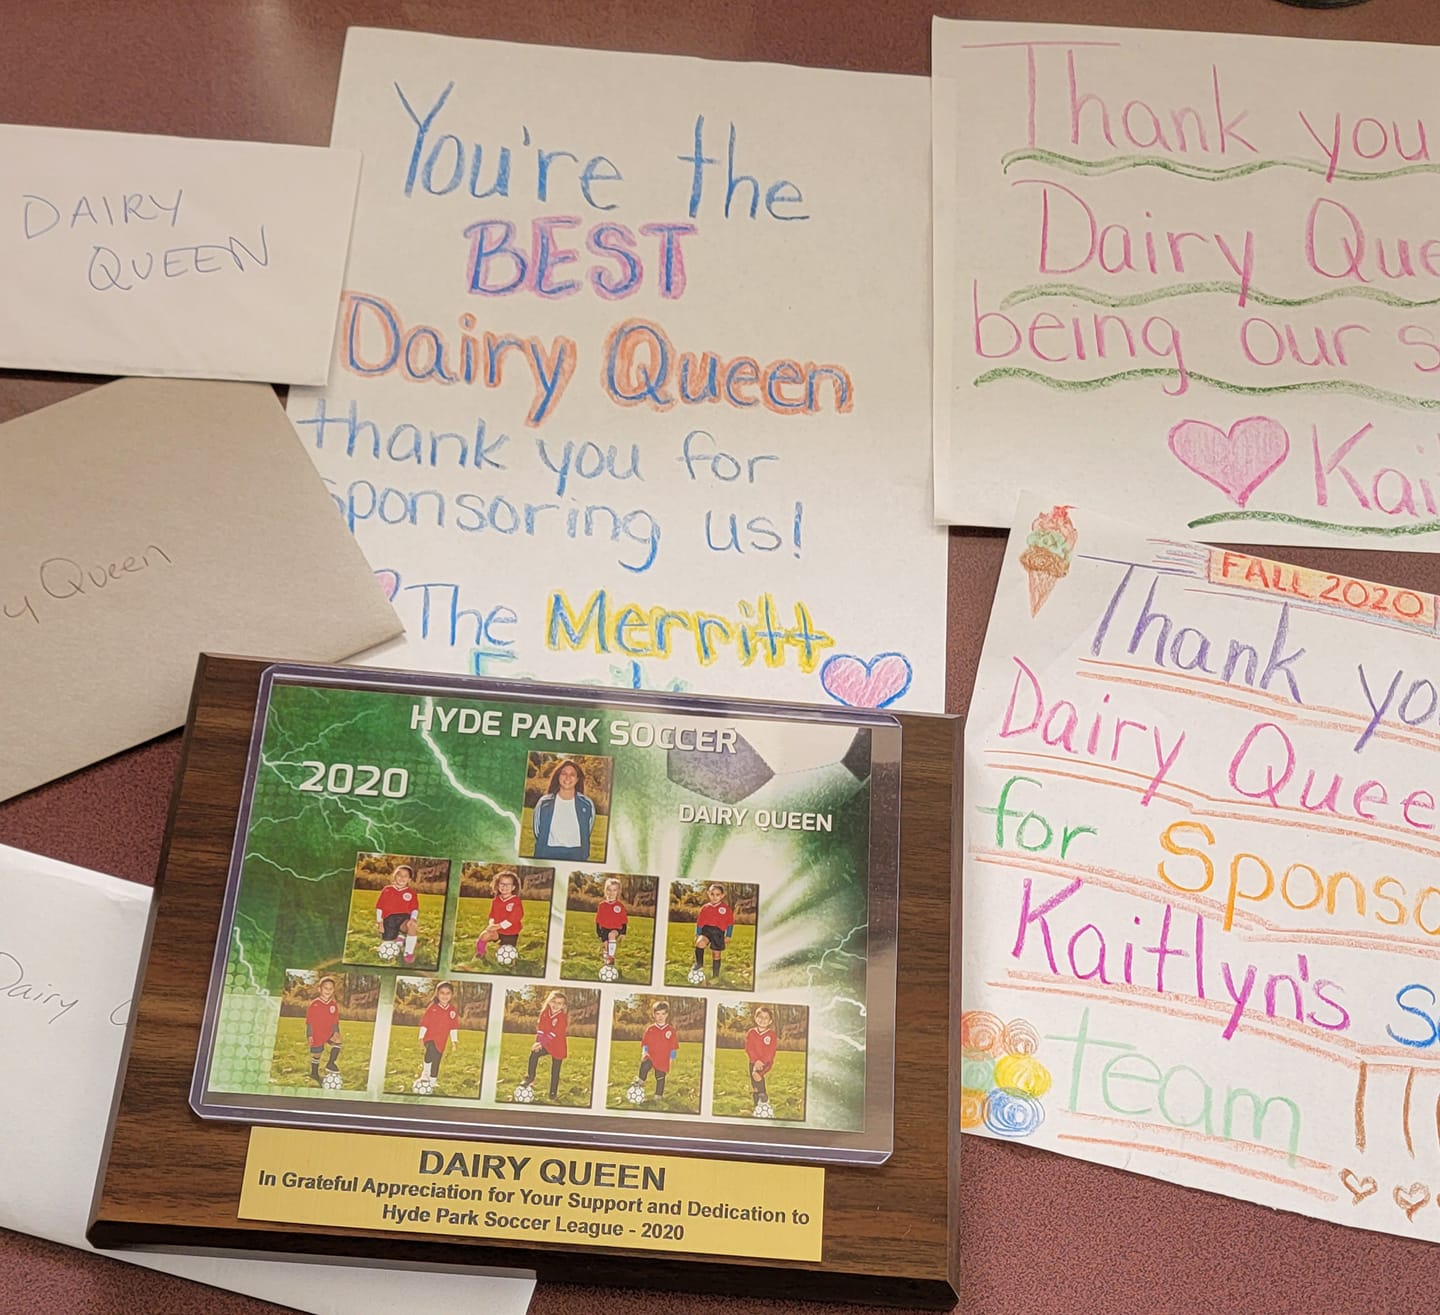 DAIRY
QUEEN
Queen
Dairy
You're the
BEST
Dairy Queen
thank you for
sponsoring us!
The Merritt
Family
Thank you
Dairy Que
being our s
Kai
FALL 2020
Thank yo
Dairy Quee
for Sponso
Kaitlyn's S
team !!
HYDE PARK SOCCER
2020
DAIRY QUEEN
DAIRY QUEEN
In Grateful Appreciation for Your Support and Dedication to
Hyde Park Soccer League - 2020